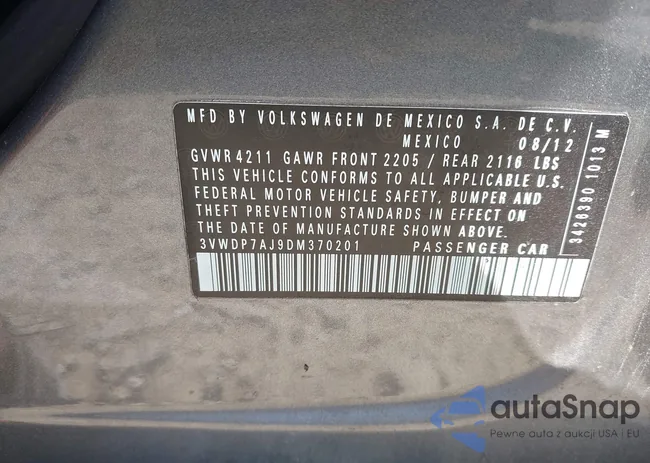 MFD BY VOLKSWAGEN DE MEXICO S.A. DE C.V.
MEXICO 08/12
GVWR 4211 GAWR FRONT 2205 / REAR 2116 LBS
THIS VEHICLE CONFORMS TO ALL APPLICABLE U.S.
FEDERAL MOTOR VEHICLE SAFETY, BUMPER AND
THEFT PREVENTION STANDARDS IN EFFECT ON
THE DATE OF MANUFACTURE SHOWN ABOVE.
3VWDP7AJ9DM370201 PASSENGER CAR
3426390 1013 M
autaSnap
Pewne auta z aukcji USA i EU